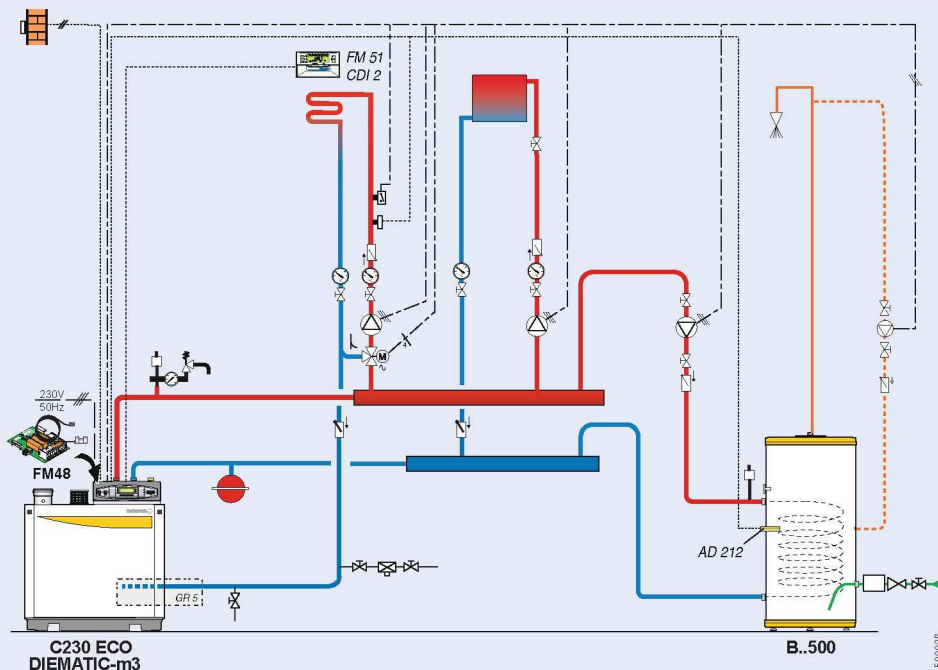 FM 51
CDI 2
M
~
230V
50Hz
FM48
GR 5
AD 212
C230 ECO
DIEMATIC-m3
B..500